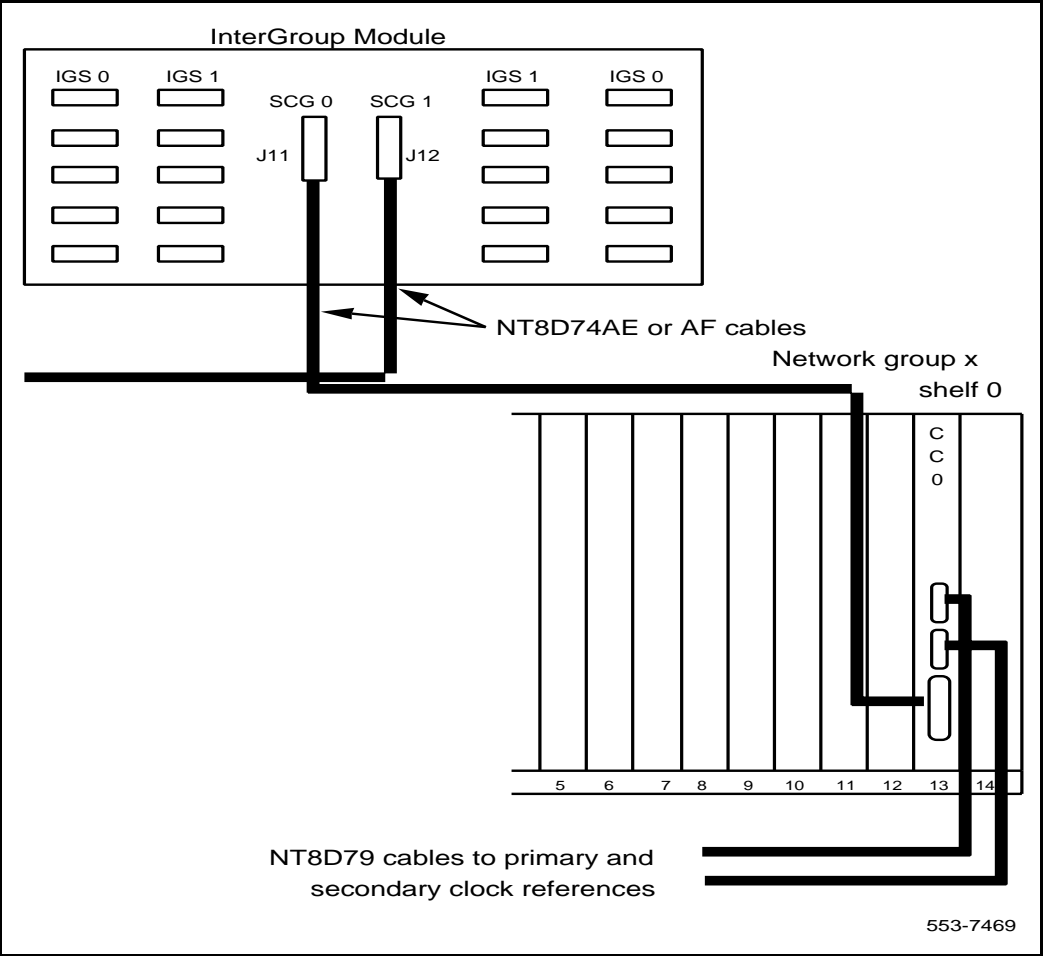 InterGroup Module
IGS 0 IGS 1 IGS 1 IGS 0
SCG 0 SCG 1
J11 J12
NT8D74AE or AF cables
Network group x
shelf 0
C
C
0
5 6 7 8 9 10 11 12 13 14
NT8D79 cables to primary and
secondary clock references
553-7469